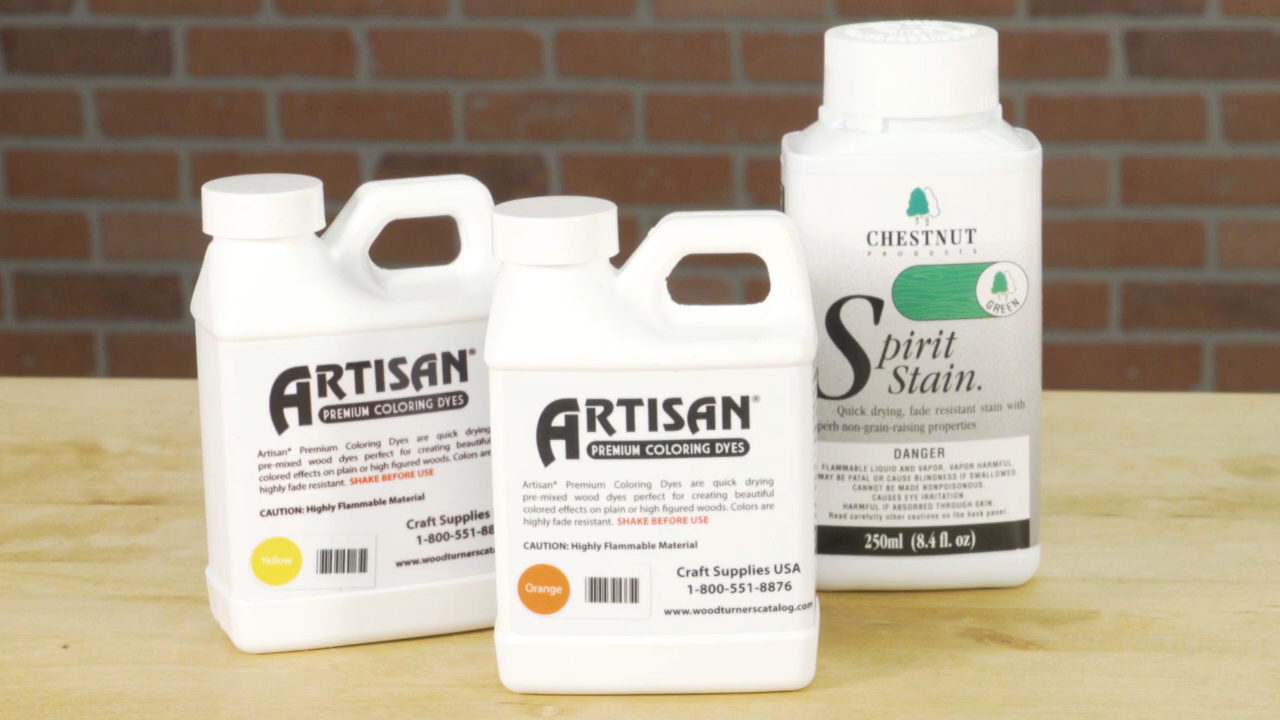 ARTISAN®
PREMIUM COLORING DYES
Artisan® Premium Coloring Dyes are quick drying
pre-mixed wood dyes perfect for creating beautiful
colored effects on plain or high figured woods. Colors are
highly fade resistant. SHAKE BEFORE USE
CAUTION: Highly Flammable Material
Yellow
Craft Supplies
1-800-551-88
www.woodturnerscata
ARTISAN®
PREMIUM COLORING DYES
Artisan® Premium Coloring Dyes are quick drying
pre-mixed wood dyes perfect for creating beautiful
colored effects on plain or high figured woods. Colors are
highly fade resistant. SHAKE BEFORE USE
CAUTION: Highly Flammable Material
Orange
Craft Supplies USA
1-800-551-8876
www.woodturnerscatalog.com
CHESTNUT
PRODUCTS
GREEN
Spirit
Stain.
Quick drying, fade resistant stain with
perb non-grain-raising properties
DANGER
FLAMMABLE LIQUID AND VAPOR. VAPOR HARMFUL.
MAY BE FATAL OR CAUSE BLINDNESS IF SWALLOWED.
CANNOT BE MADE NONPOISONOUS.
CAUSES EYE IRRITATION.
HARMFUL IF ABSORBED THROUGH SKIN.
Read carefully other cautions on the back panel.
250ml (8.4 fl. oz)